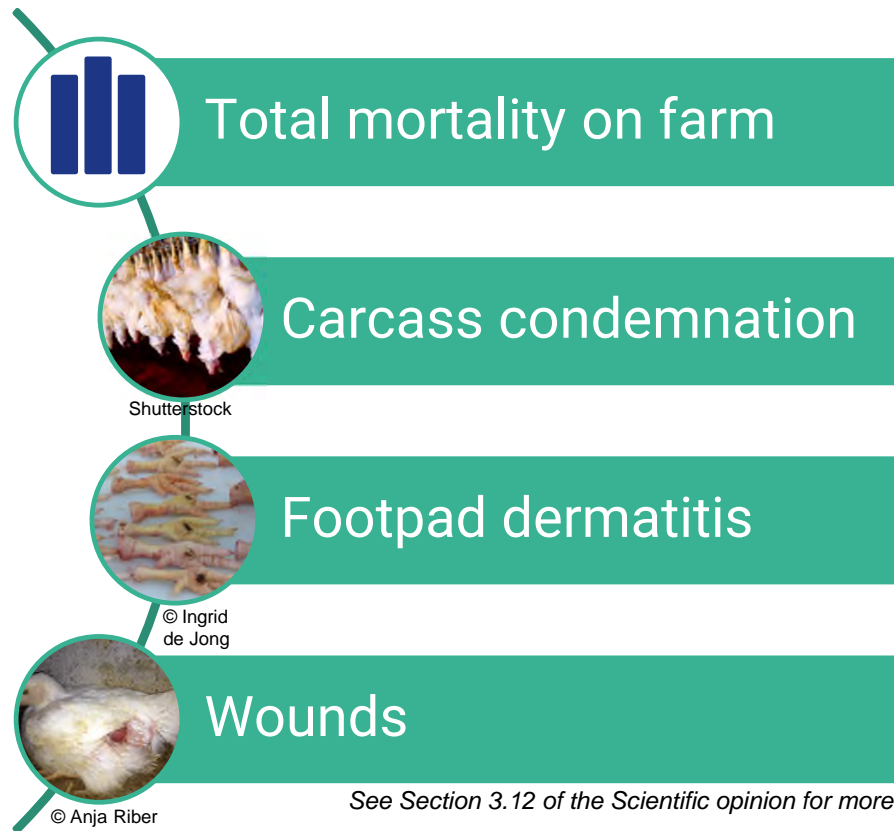 Total mortality on farm
Carcass condemnation
Shutterstock
Footpad dermatitis
© Ingrid
de Jong
Wounds
© Anja Riber
See Section 3.12 of the Scientific opinion for more